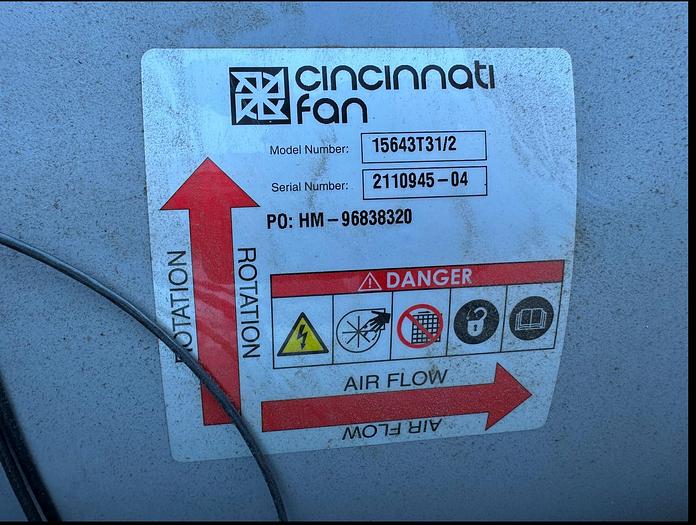 cincinnati
fan
Model Number: 15643T31/2
Serial Number: 2110945-04
PO: HM-96838320
ROTATION
ROTATION
DANGER
AIR FLOW
AIR FLOW